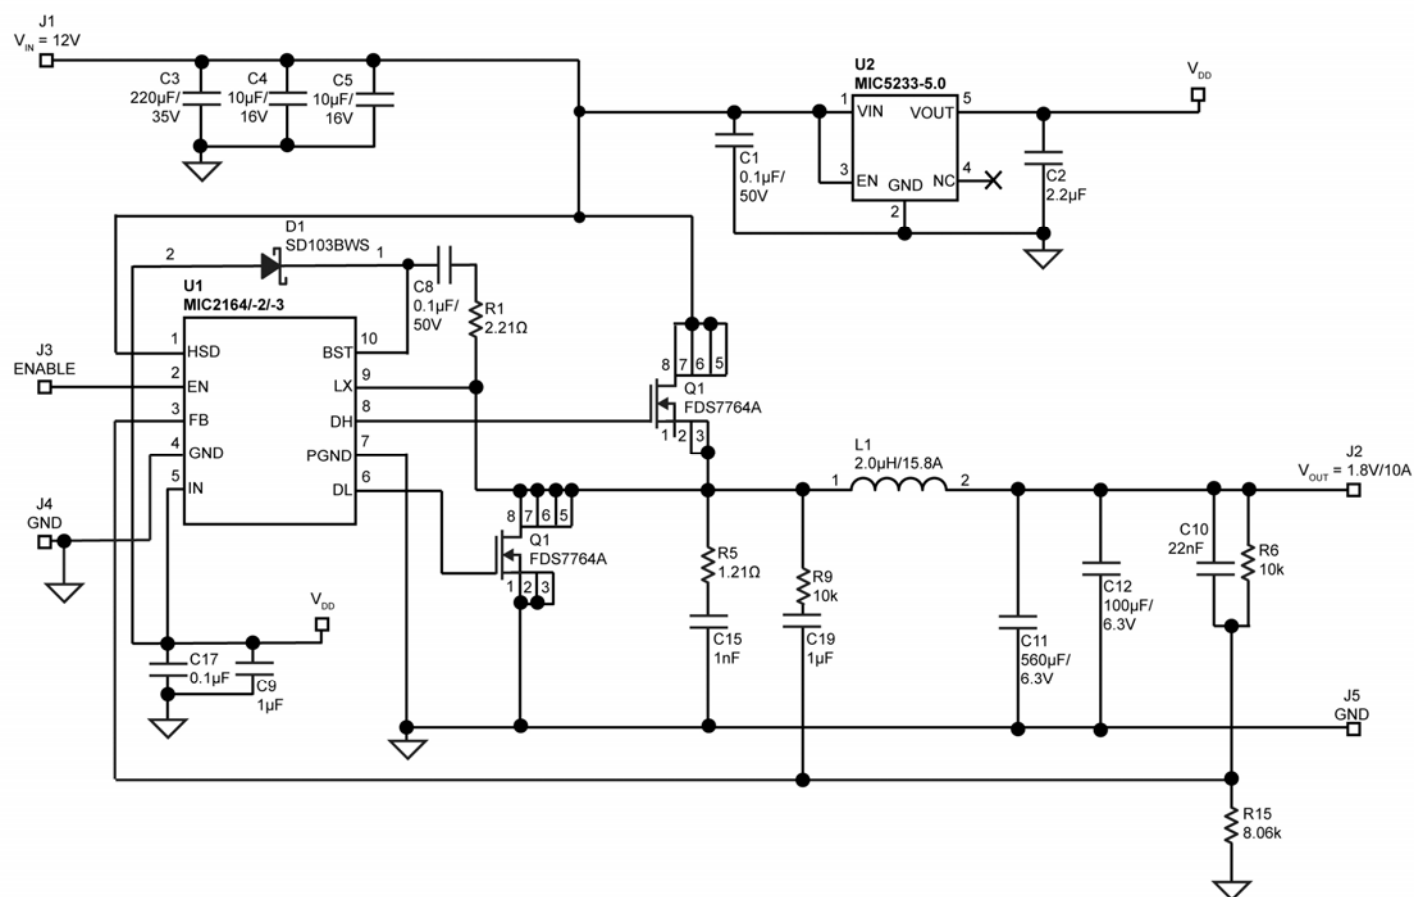 J1
VIN = 12V
C3
220µF/
35V
C4
10µF/
16V
C5
10µF/
16V
U2
MIC5233-5.0
1
VIN
VOUT
5
3
EN
GND
NC
4
2
VDD
C1
0.1µF/
50V
C2
2.2µF
D1
SD103BWS
2
1
C8
0.1µF/
50V
R1
2.21Ω
U1
MIC2164/-2/-3
1
HSD
2
EN
3
FB
4
GND
5
IN
BST
10
LX
9
DH
8
PGND
7
DL
6
J3
ENABLE
J4
GND
8
7
6
5
Q1
FDS7764A
1
2
3
8
7
6
5
Q1
FDS7764A
1
2
3
L1
2.0µH/15.8A
1
2
J2
VOUT = 1.8V/10A
R5
1.21Ω
C15
1nF
R9
10k
C19
1µF
C11
560µF/
6.3V
C12
100µF/
6.3V
C10
22nF
R6
10k
VDD
C17
0.1µF
C9
1µF
J5
GND
R15
8.06k